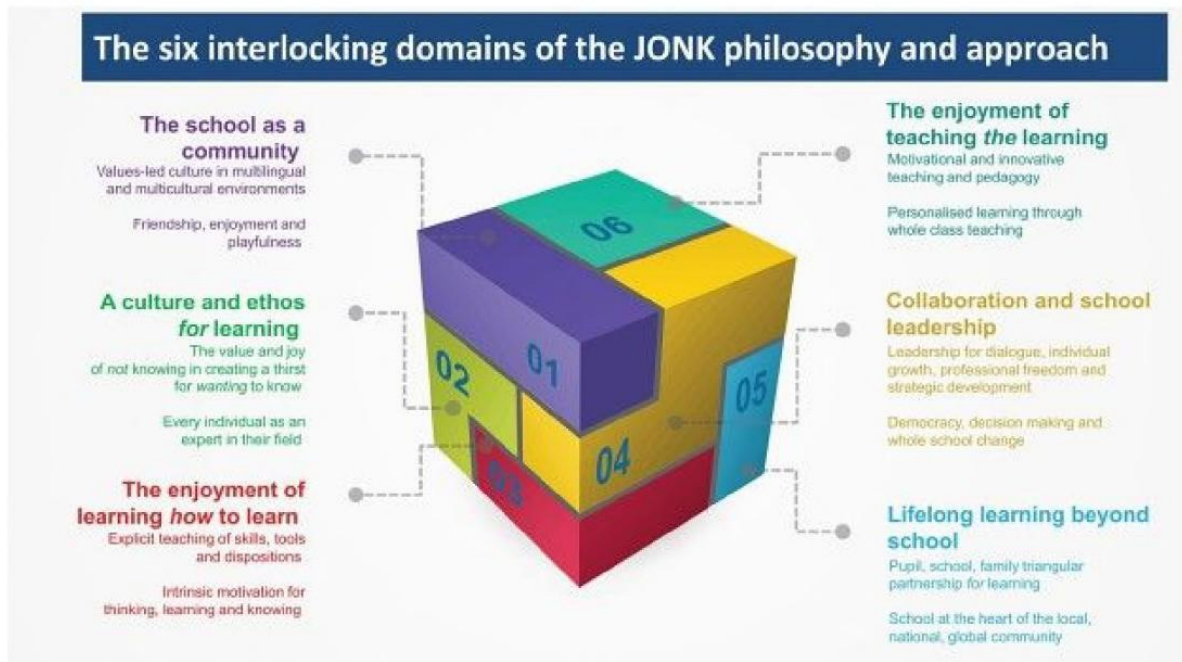 The six interlocking domains of the JONK philosophy and approach
The school as a
community
Values-led culture in multilingual
and multicultural environments
Friendship, enjoyment and
playfulness
A culture and ethos
for learning
The value and joy
of not knowing in creating a thirst
for wanting to know
Every individual as an
expert in their field
The enjoyment of
learning how to learn
Explicit teaching of skills, tools
and dispositions
Intrinsic motivation for
thinking, learning and knowing
06
01
02
03
04
05
The enjoyment of
teaching the learning
Motivational and innovative
teaching and pedagogy
Personalised learning through
whole class teaching
Collaboration and school
leadership
Leadership for dialogue, individual
growth, professional freedom and
strategic development
Democracy, decision making and
whole school change
Lifelong learning beyond
school
Pupil, school, family triangular
partnership for learning
School at the heart of the local,
national, global community